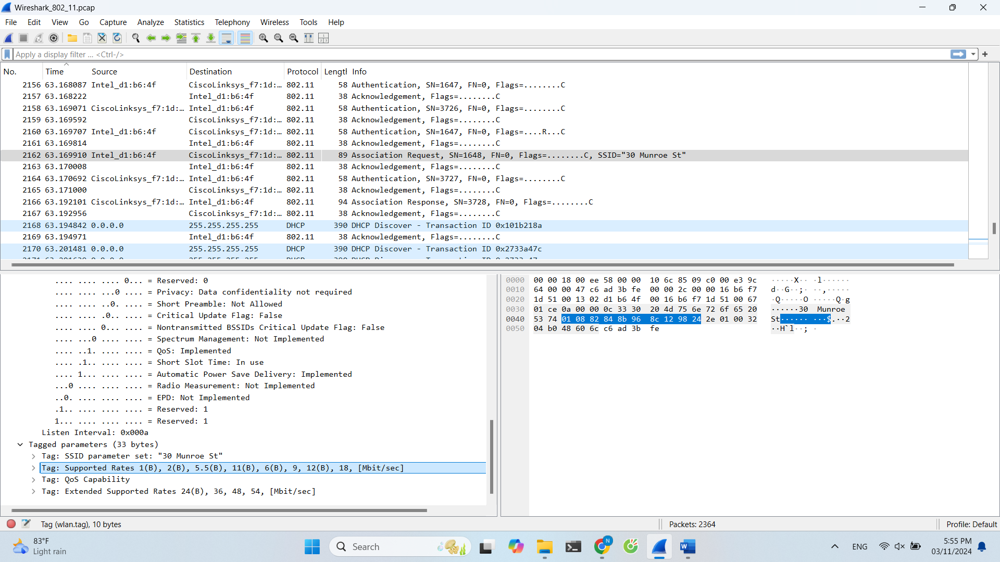 Wireshark_802_11.pcap
File Edit View Go Capture Analyze Statistics Telephony Wireless Tools Help
Apply a display filter … <Ctrl-/>
No. Time Source Destination Protocol Lengtl Info
2156 63.168087 Intel_d1:b6:4f CiscoLinksys_f7:1d:… 802.11 58 Authentication, SN=1647, FN=0, Flags=........C
2157 63.168222 Intel_d1:b6:4f 802.11 38 Acknowledgement, Flags=........C
2158 63.169071 CiscoLinksys_f7:1d:… Intel_d1:b6:4f 802.11 58 Authentication, SN=3726, FN=0, Flags=........C
2159 63.169592 CiscoLinksys_f7:1d:… 802.11 38 Acknowledgement, Flags=........C
2160 63.169707 Intel_d1:b6:4f CiscoLinksys_f7:1d:… 802.11 58 Authentication, SN=1647, FN=0, Flags=....R...C
2161 63.169814 Intel_d1:b6:4f 802.11 38 Acknowledgement, Flags=........C
2162 63.169910 Intel_d1:b6:4f CiscoLinksys_f7:1d:… 802.11 89 Association Request, SN=1648, FN=0, Flags=........C, SSID="30 Munroe St"
2163 63.170008 Intel_d1:b6:4f 802.11 38 Acknowledgement, Flags=........C
2164 63.170692 CiscoLinksys_f7:1d:… Intel_d1:b6:4f 802.11 58 Authentication, SN=3727, FN=0, Flags=........C
2165 63.171000 CiscoLinksys_f7:1d:… 802.11 38 Acknowledgement, Flags=........C
2166 63.192101 CiscoLinksys_f7:1d:… Intel_d1:b6:4f 802.11 94 Association Response, SN=3728, FN=0, Flags=........C
2167 63.192956 CiscoLinksys_f7:1d:… 802.11 38 Acknowledgement, Flags=........C
2168 63.194842 0.0.0.0 255.255.255.255 DHCP 390 DHCP Discover - Transaction ID 0x101b218a
2169 63.194971 Intel_d1:b6:4f 802.11 38 Acknowledgement, Flags=........C
2170 63.201481 0.0.0.0 255.255.255.255 DHCP 390 DHCP Discover - Transaction ID 0x2733a47c
.... .... .... 0... = Reserved: 0
.... .... ...0 .... = Privacy: Data confidentiality not required
.... .... ..0. .... = Short Preamble: Not Allowed
.... .... .0.. .... = Critical Update Flag: False
.... .... 0... .... = Nontransmitted BSSIDs Critical Update Flag: False
.... ...0 .... .... = Spectrum Management: Not Implemented
.... ..1. .... .... = QoS: Implemented
.... .1.. .... .... = Short Slot Time: In use
.... 1... .... .... = Automatic Power Save Delivery: Implemented
...0 .... .... .... = Radio Measurement: Not Implemented
..0. .... .... .... = EPD: Not Implemented
.1.. .... .... .... = Reserved: 1
1... .... .... .... = Reserved: 1
Listen Interval: 0x000a
Tagged parameters (33 bytes)
Tag: SSID parameter set: "30 Munroe St"
Tag: Supported Rates 1(B), 2(B), 5.5(B), 11(B), 6(B), 9, 12(B), 18, [Mbit/sec]
Tag: QoS Capability
Tag: Extended Supported Rates 24(B), 36, 48, 54, [Mbit/sec]
0000 00 00 18 00 ee 58 00 00 10 6c 85 09 c0 00 e3 9c ·····X·· ·l······
0010 64 00 00 47 c6 ad 3b fe 00 00 2c 00 00 16 b6 f7 d··G··;· ··,·····
0020 1d 51 00 13 02 d1 b6 4f 00 16 b6 f7 1d 51 00 67 ·Q·····O ·····Q·g
0030 01 ce 0a 00 00 0c 33 30 20 4d 75 6e 72 6f 65 20 ······30 Munroe
0040 53 74 01 08 82 84 8b 96 8c 12 98 24 2e 01 00 32 St······ ···$.··2
0050 04 b0 48 60 6c c6 ad 3b fe ··H`l··; ·
Tag (wlan.tag), 10 bytes
Packets: 2364
Profile: Default
83°F
Light rain
Search
N
W
ENG
5:55 PM
03/11/2024